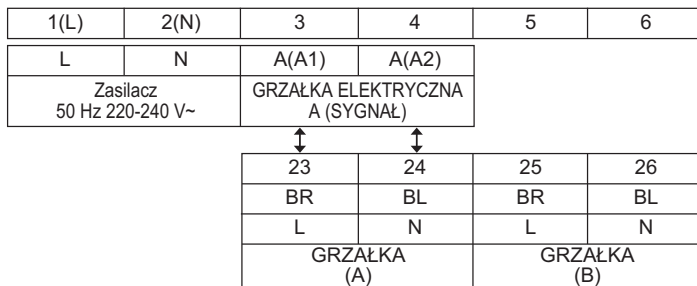 1(L) 2(N) 3 4 5 6
L N A(A1) A(A2)
Zasilacz GRZAŁKA ELEKTRYCZNA
50 Hz 220-240 V~ A (SYGNAŁ)
23 24 25 26
BR BL BR BL
L N L N
GRZAŁKA GRZAŁKA
(A) (B)